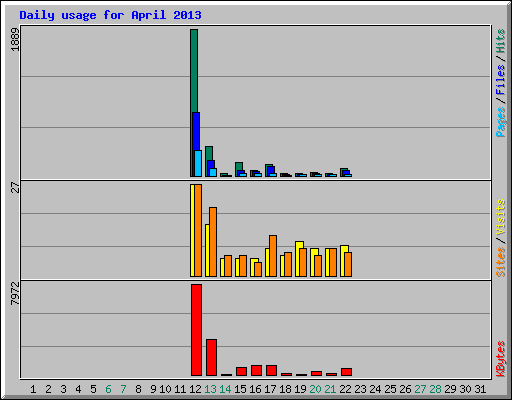 Daily usage for April 2013
1889
Pages / Files / Hits
27
Sites / Visits
7972
KBytes
1 2 3 4 5 6 7 8 9 10 11 12 13 14 15 16 17 18 19 20 21 22 23 24 25 26 27 28 29 30 31